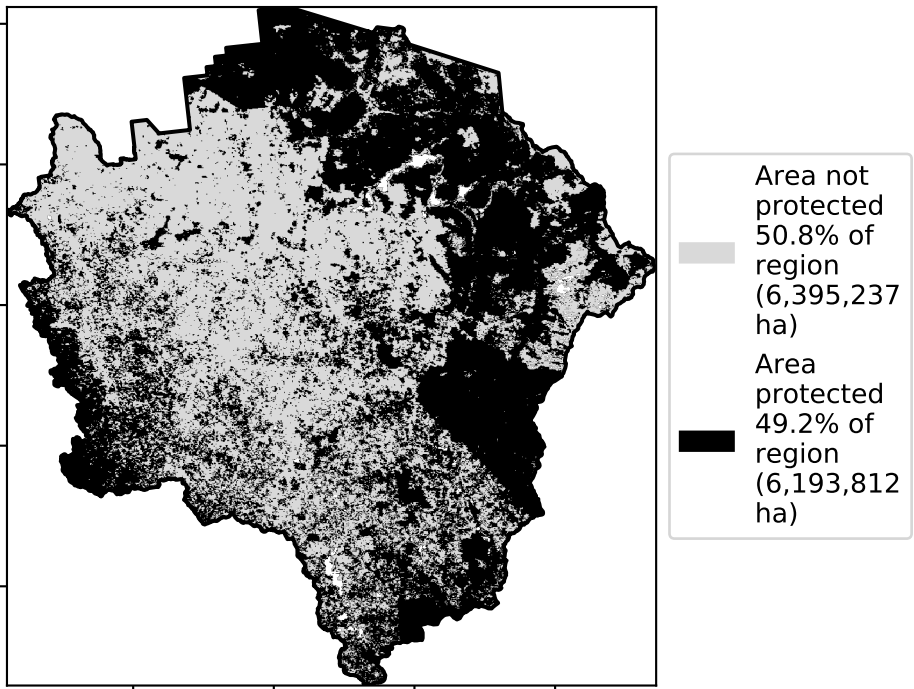 Area not
protected
50.8% of
region
(6,395,237
ha)
Area
protected
49.2% of
region
(6,193,812
ha)